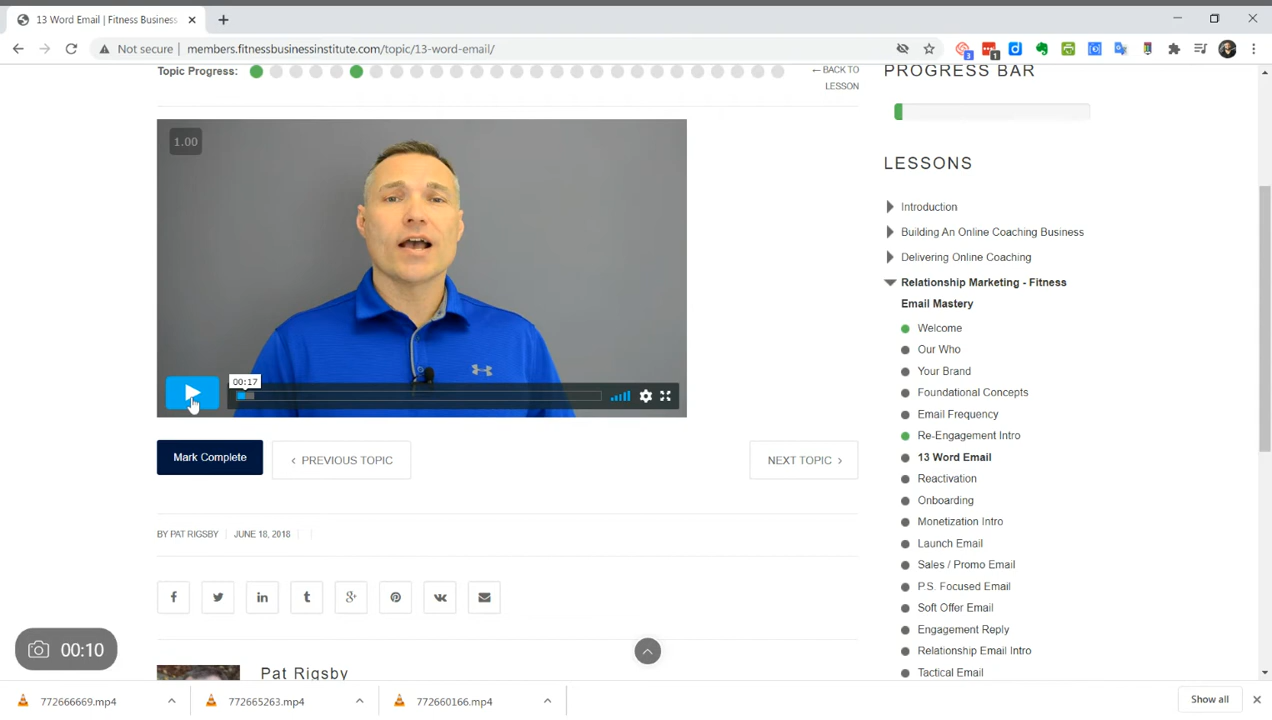 13 Word Email | Fitness Business
Not secure
members.fitnessbusinessinstitute.com/topic/13-word-email/
3
1
Topic Progress:
← BACK TO
LESSON
1.00
00:17
Mark Complete
‹ PREVIOUS TOPIC
NEXT TOPIC ›
BY PAT RIGSBY
JUNE 18, 2018
Pat Rigsby
PROGRESS BAR
LESSONS
Introduction
Building An Online Coaching Business
Delivering Online Coaching
Relationship Marketing - Fitness
Email Mastery
Welcome
Our Who
Your Brand
Foundational Concepts
Email Frequency
Re-Engagement Intro
13 Word Email
Reactivation
Onboarding
Monetization Intro
Launch Email
Sales / Promo Email
P.S. Focused Email
Soft Offer Email
Engagement Reply
Relationship Email Intro
Tactical Email
00:10
772666669.mp4
772665263.mp4
772660166.mp4
Show all